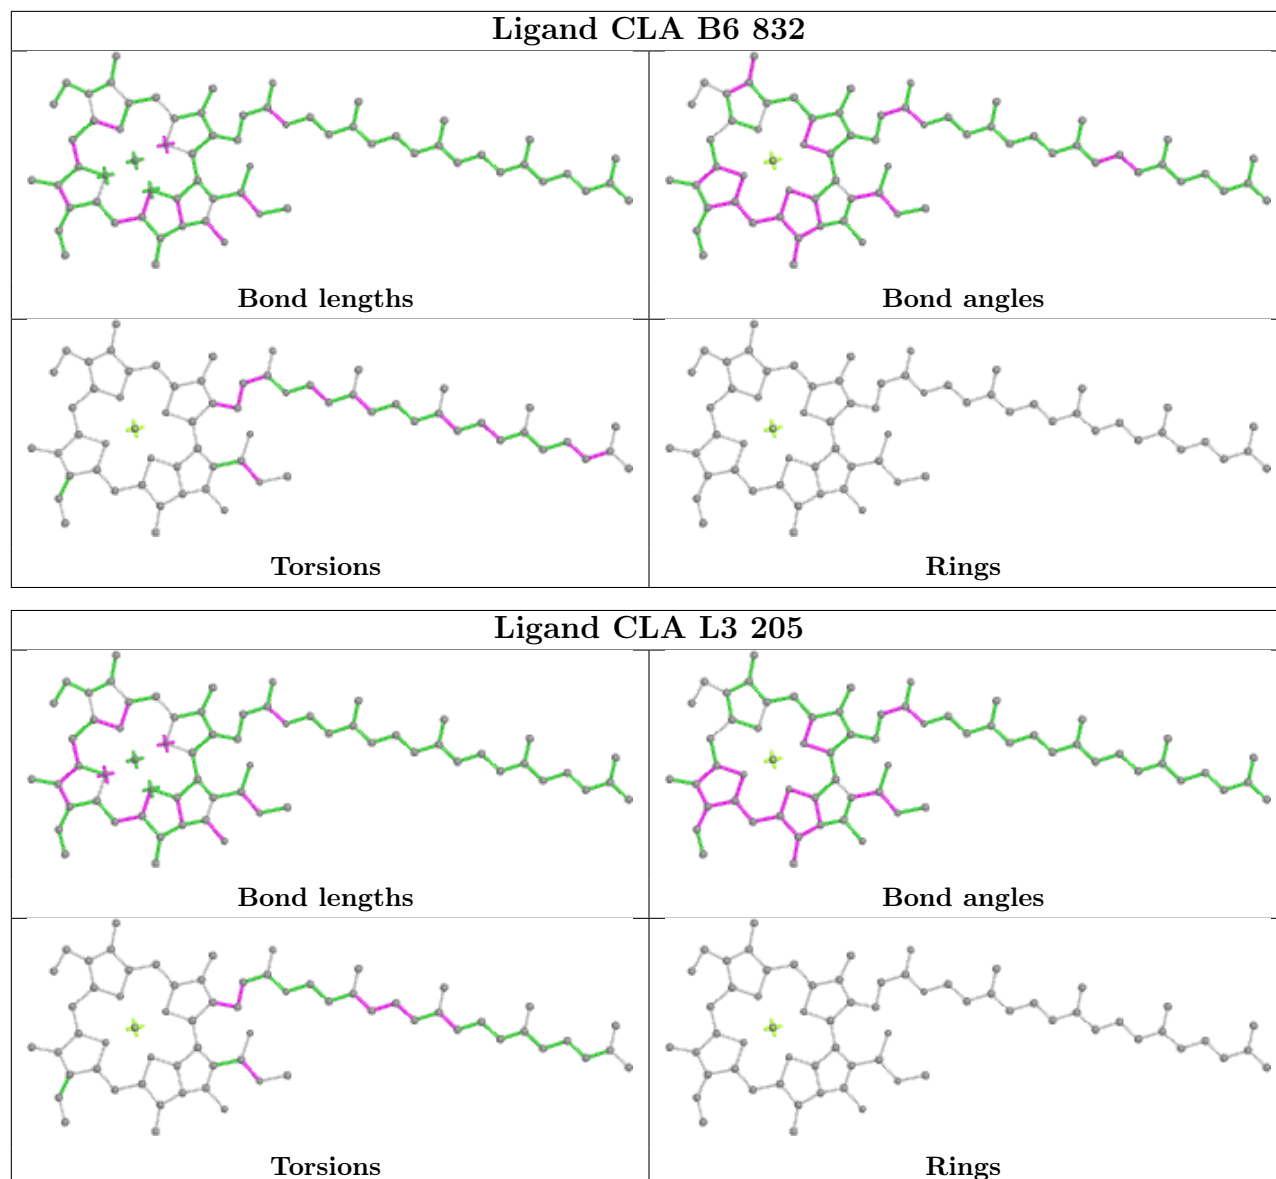 Ligand CLA B6 832
Bond lengths
Bond angles
Torsions
Rings
Ligand CLA L3 205
Bond lengths
Bond angles
Torsions
Rings